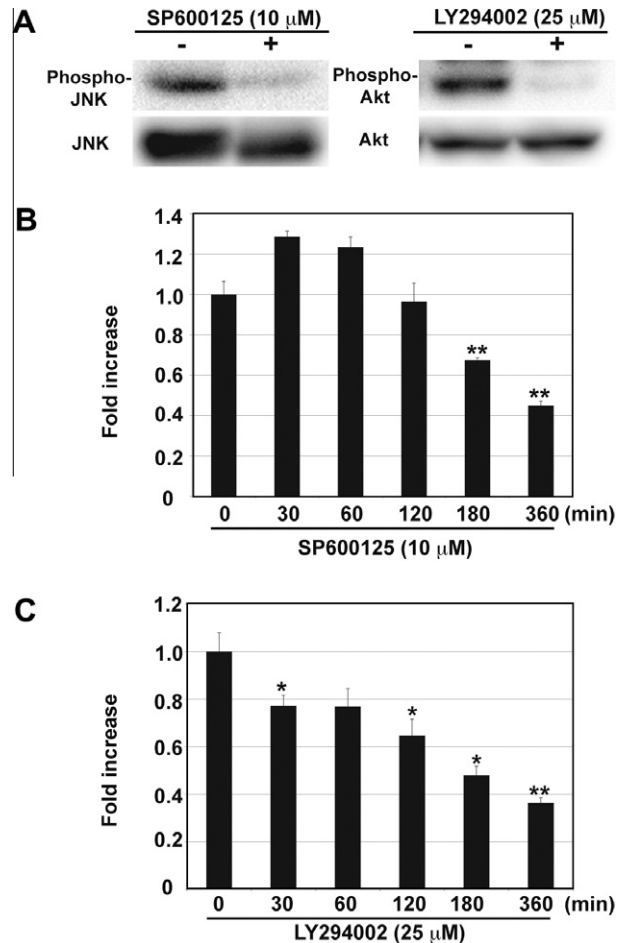 A
SP600125 (10 μM)
- +
Phospho-
JNK
JNK
LY294002 (25 μM)
- +
Phospho-
Akt
Akt
B
Fold increase
1.4
1.2
1.0
0.8
0.6
0.4
0.2
0
** **
0 30 60 120 180 360 (min)
SP600125 (10 μM)
C
Fold increase
1.2
1.0
0.8
0.6
0.4
0.2
0
* * * **
0 30 60 120 180 360 (min)
LY294002 (25 μM)